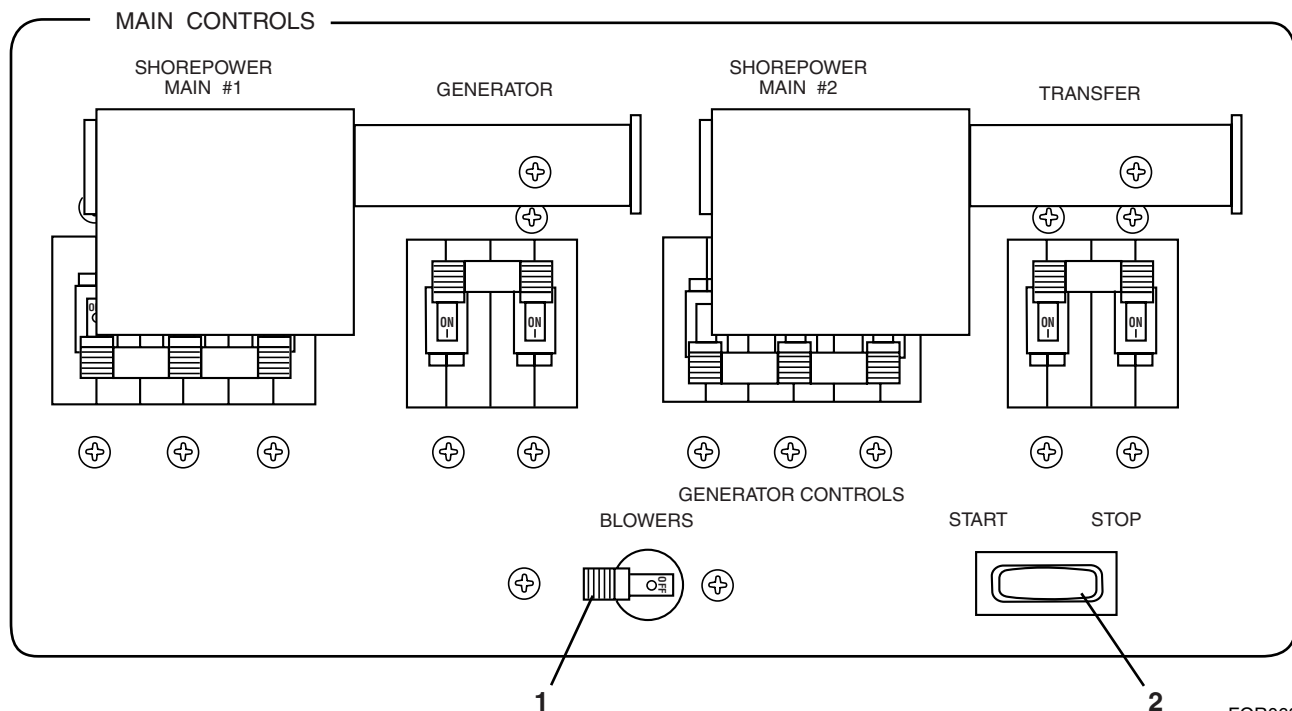 MAIN CONTROLS
SHOREPOWER
MAIN #1
GENERATOR
SHOREPOWER
MAIN #2
TRANSFER
ON
ON
ON
ON
GENERATOR CONTROLS
BLOWERS
START
STOP
OFF
1
2